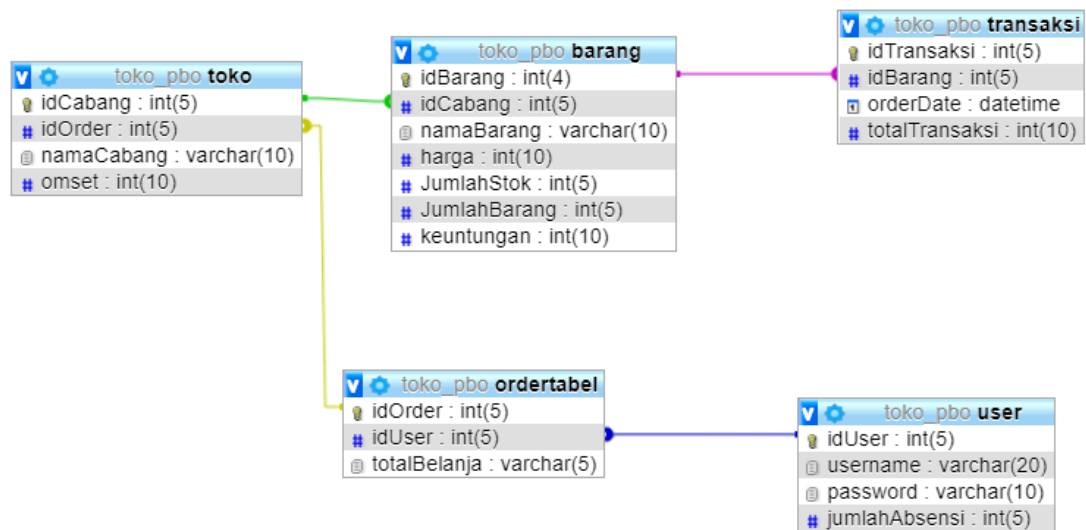 toko_pbo toko
idCabang : int(5)
idOrder : int(5)
namaCabang : varchar(10)
omset : int(10)
toko_pbo barang
idBarang : int(4)
idCabang : int(5)
namaBarang : varchar(10)
harga : int(10)
JumlahStok : int(5)
JumlahBarang : int(5)
keuntungan : int(10)
toko_pbo transaksi
idTransaksi : int(5)
idBarang : int(5)
orderDate : datetime
totalTransaksi : int(10)
toko_pbo ordertabel
idOrder : int(5)
idUser : int(5)
totalBelanja : varchar(5)
toko_pbo user
idUser : int(5)
username : varchar(20)
password : varchar(10)
jumlahAbsensi : int(5)